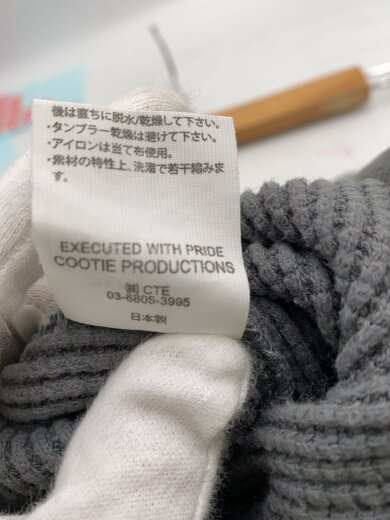 後は直ちに脱水/乾燥して下さい。
・タンブラー乾燥は避けて下さい。
・アイロンは当て布使用。
・素材の特性上、洗濯で若干縮みま
す。
EXECUTED WITH PRIDE
COOTIE PRODUCTIONS
㈱ CTE
03-6805-3995
日本製